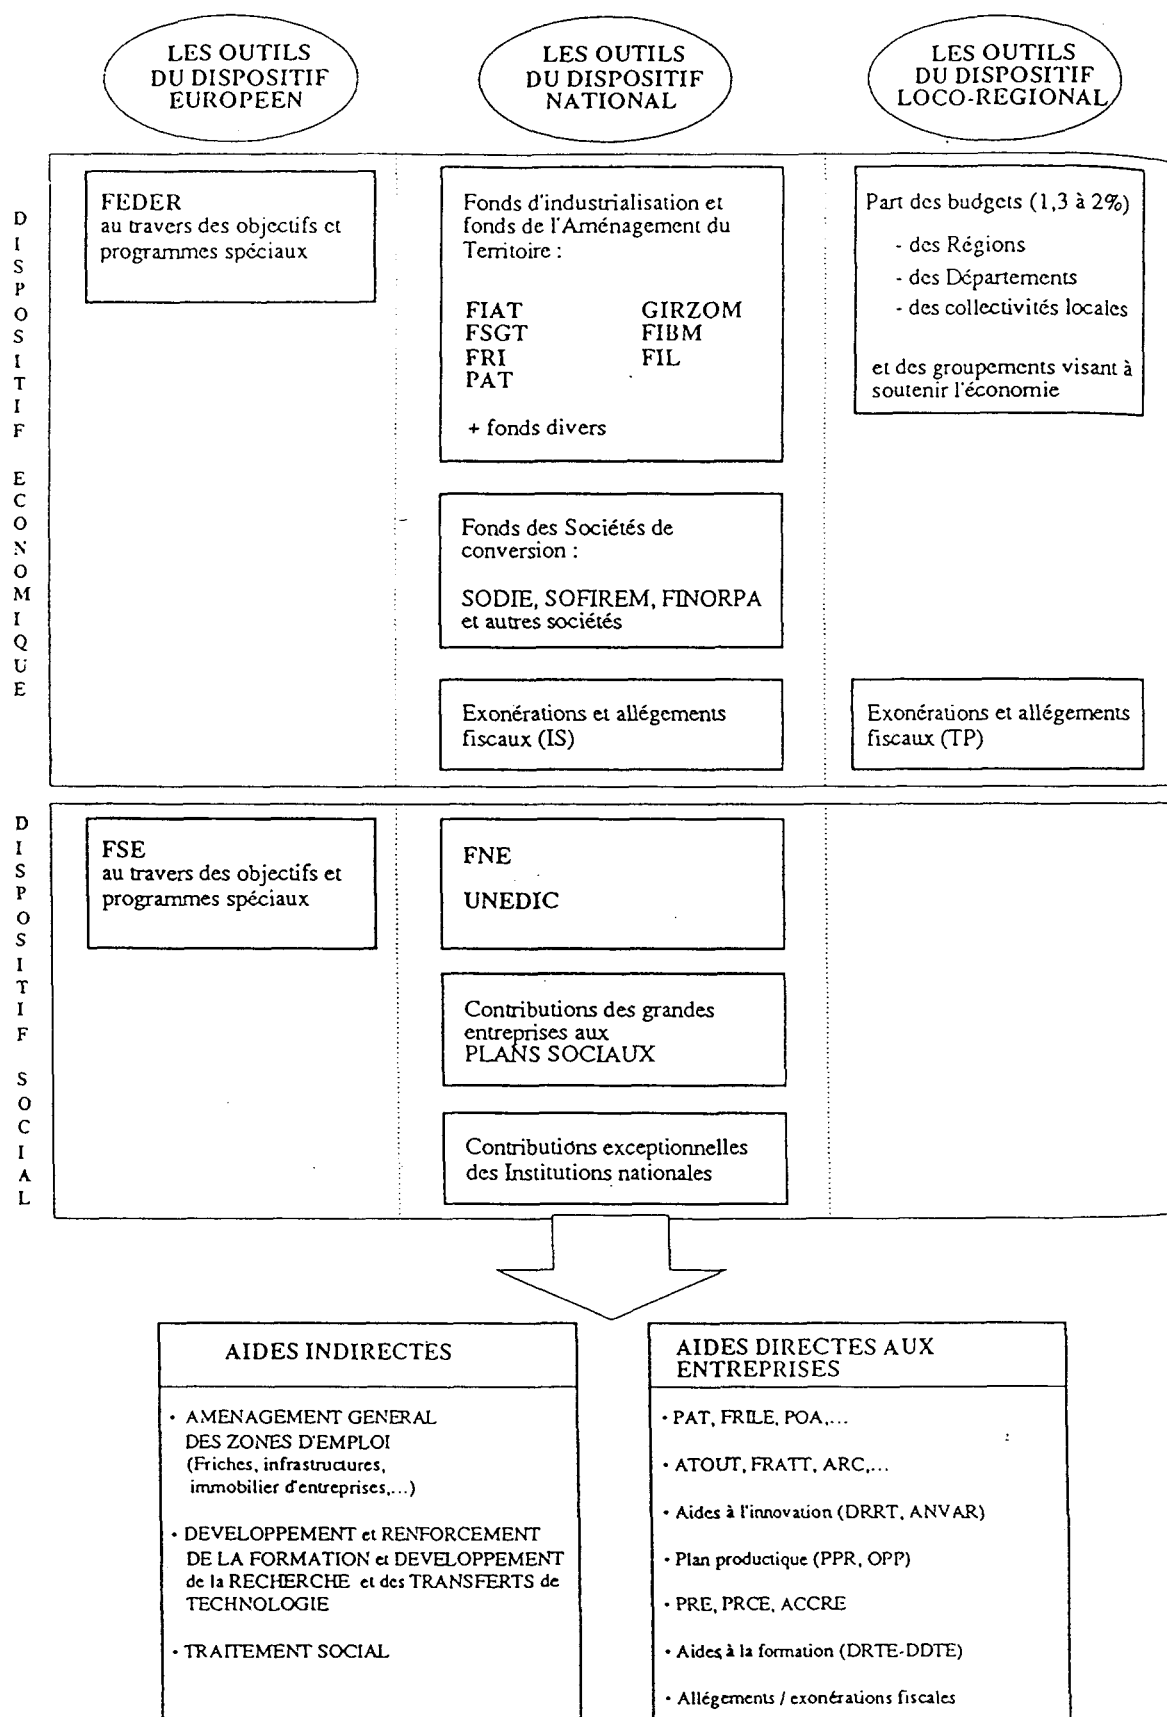 LES OUTILS
DU DISPOSITIF
EUROPEEN
LES OUTILS
DU DISPOSITIF
NATIONAL
LES OUTILS
DU DISPOSITIF
LOCO-REGIONAL
DISPOSITIF ECONOMIQUE
FEDER
au travers des objectifs et
programmes spéciaux
Fonds d'industrialisation et
fonds de l'Aménagement du
Territoire :
FIAT GIRZOM
FSGT FIBM
FRI FIL
PAT
+ fonds divers
Part des budgets (1,3 à 2%)
- des Régions
- des Départements
- des collectivités locales
et des groupements visant à
soutenir l'économie
Fonds des Sociétés de
conversion :
SODIE, SOFIREM, FINORPA
et autres sociétés
Exonérations et allégements
fiscaux (IS)
Exonérations et allégements
fiscaux (TP)
DISPOSITIF SOCIAL
FSE
au travers des objectifs et
programmes spéciaux
FNE
UNEDIC
Contributions des grandes
entreprises aux
PLANS SOCIAUX
Contributions exceptionnelles
des Institutions nationales
AIDES INDIRECTES
· AMENAGEMENT GENERAL
DES ZONES D'EMPLOI
(Friches, infrastructures,
immobilier d'entreprises,...)
· DEVELOPPEMENT et RENFORCEMENT
DE LA FORMATION et DEVELOPPEMENT
de la RECHERCHE et des TRANSFERTS de
TECHNOLOGIE
· TRAITEMENT SOCIAL
AIDES DIRECTES AUX
ENTREPRISES
· PAT, FRILE, POA,...
· ATOUT, FRATT, ARC,...
· Aides à l'innovation (DRRT, ANVAR)
· Plan productique (PPR, OPP)
· PRE, PRCE, ACCRE
· Aides à la formation (DRTE-DDTE)
· Allégements / exonérations fiscales